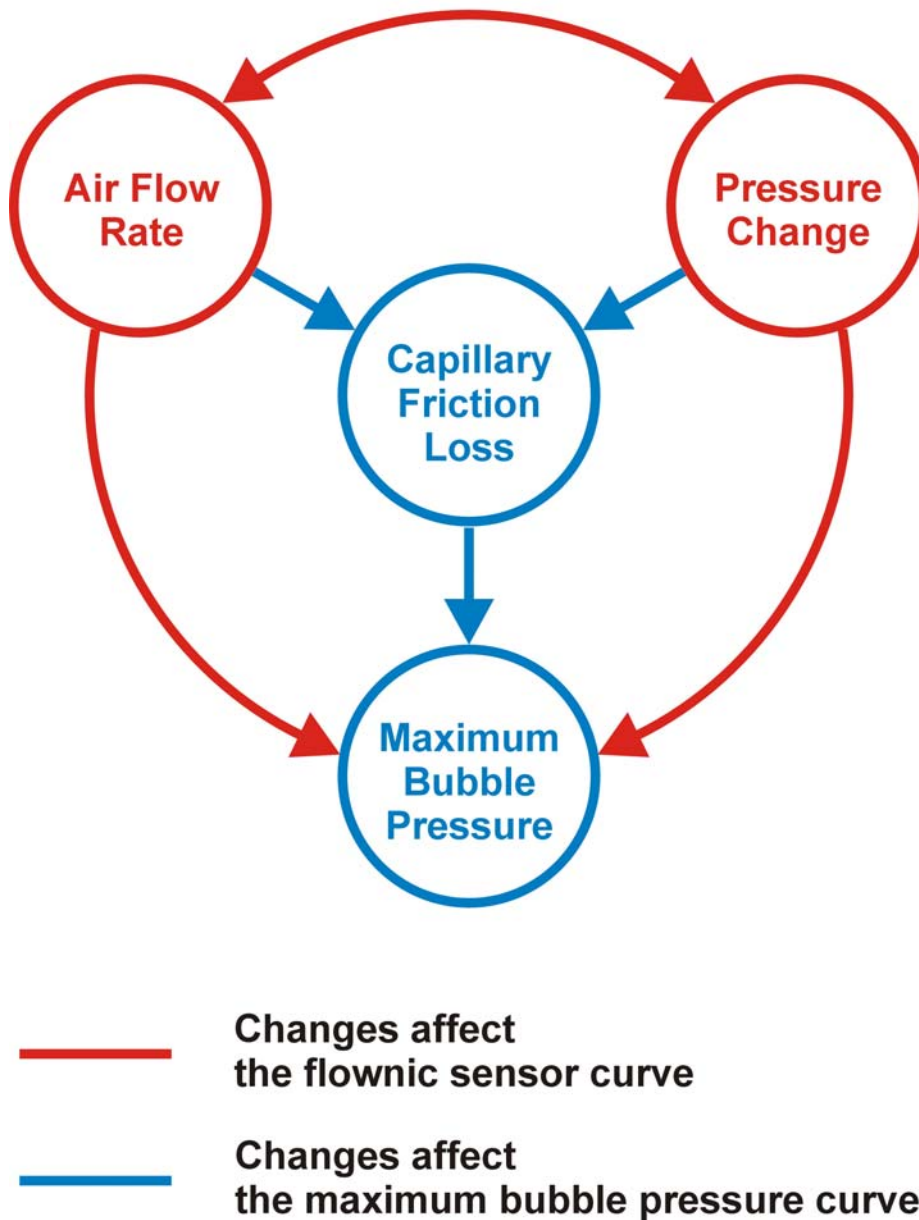 Air Flow
Rate
Pressure
Change
Capillary
Friction
Loss
Maximum
Bubble
Pressure
Changes affect
the flownic sensor curve
Changes affect
the maximum bubble pressure curve